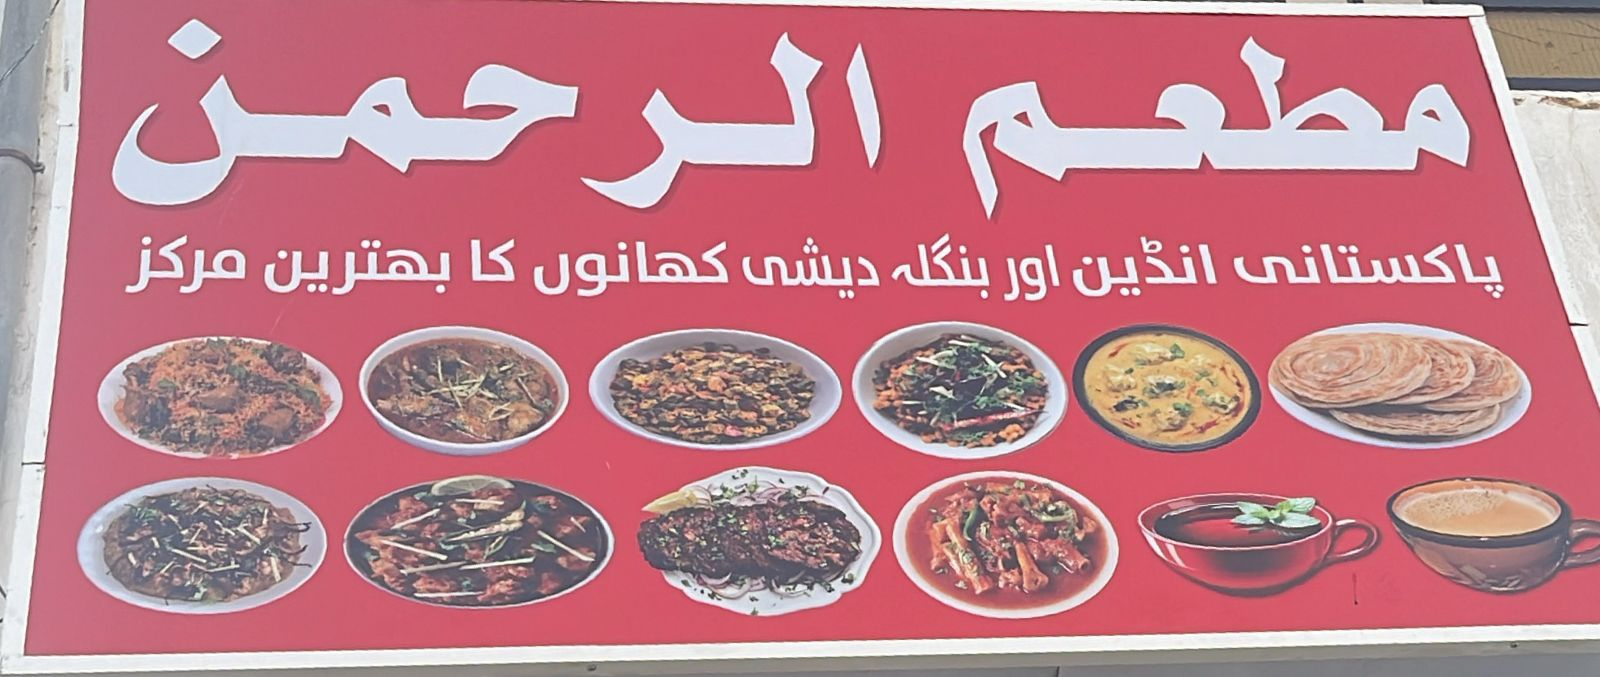 مطعم الرحمن
پاکستانی انڈین اور بنگلہ دیشی کھانوں کا بھترین مرکز